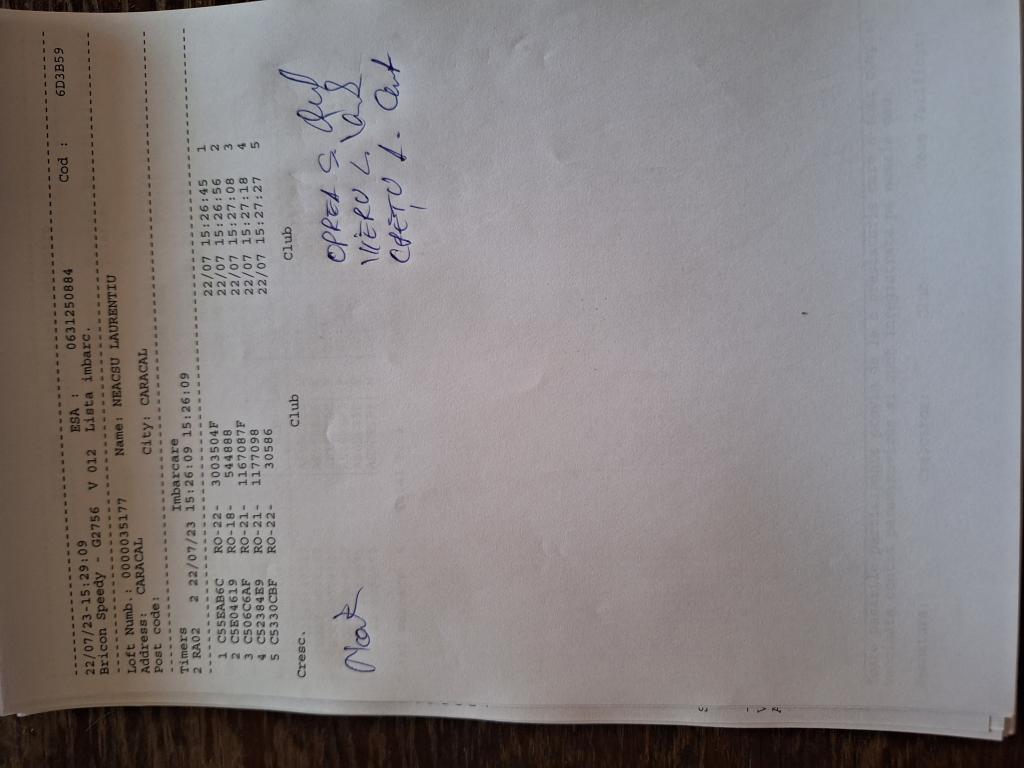 22/07/23-15:29:09 ESA : 0631250884 Cod : 6D3B59
Bricon Speedy - G2756 V 012 Lista imbarc.
Loft Numb.: 0000035177 Name: NEACSU LAURENTIU
Address: CARACAL City: CARACAL
Post code:
Timers Imbarcare
2 RA02 2 22/07/23 15:26:09 15:26:09
1 C55EAB6C RO-22- 3003504F 22/07 15:26:45 1
2 C5E04619 RO-18- 544888 22/07 15:26:56 2
3 C506C6AF RO-21- 1167087F 22/07 15:27:08 3
4 C52384E9 RO-21- 1177098 22/07 15:27:18 4
5 C5330CBF RO-22- 30586 22/07 15:27:27 5
Cresc. Club Club
OPREA S.
VIERU L.
CREȚU L.